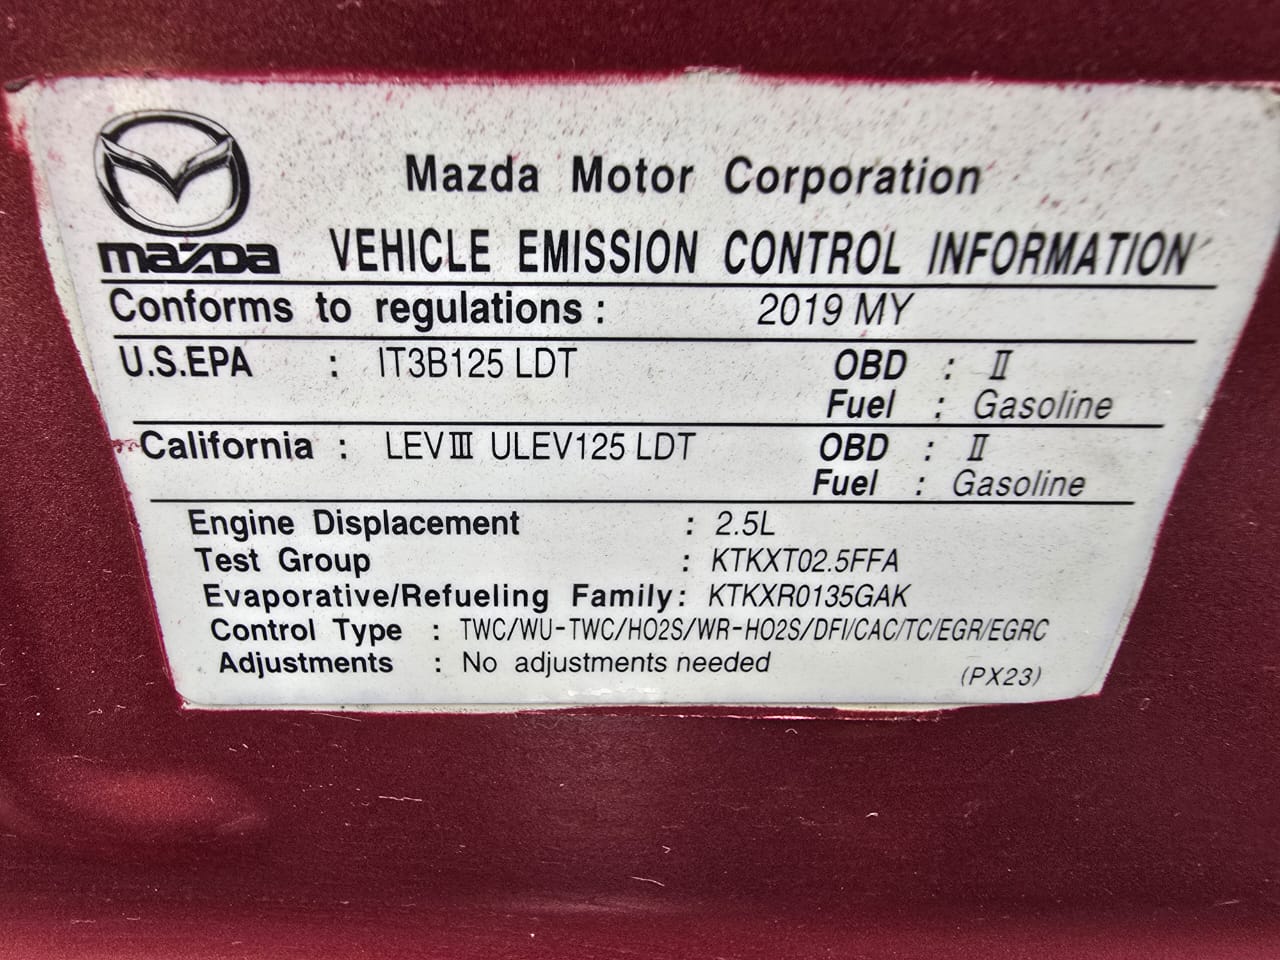 Mazda Motor Corporation
mazda VEHICLE EMISSION CONTROL INFORMATION
Conforms to regulations : 2019 MY
U.S.EPA : IT3B125 LDT OBD : Ⅱ
Fuel : Gasoline
California : LEVⅢ ULEV125 LDT OBD : Ⅱ
Fuel : Gasoline
Engine Displacement : 2.5L
Test Group : KTKXT02.5FFA
Evaporative/Refueling Family : KTKXR0135GAK
Control Type : TWC/WU-TWC/HO2S/WR-HO2S/DFI/CAC/TC/EGR/EGRC
Adjustments : No adjustments needed
(PX23)